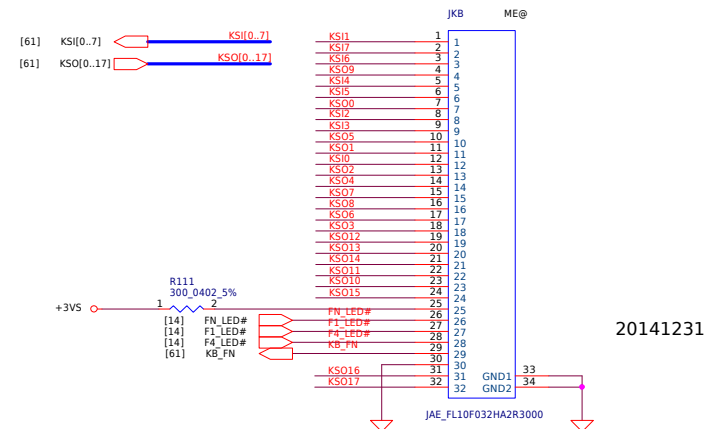 JKB ME@
[61] KSI[0..7] KSI[0..7]
[61] KSO[0..17] KSO[0..17]
KSI1 1 1
KSI7 2 2
KSI6 3 3
KSO9 4 4
KSI4 5 5
KSI5 6 6
KSO0 7 7
KSI2 8 8
KSI3 9 9
KSO5 10 10
KSO1 11 11
KSI0 12 12
KSO2 13 13
KSO4 14 14
KSO7 15 15
KSO8 16 16
KSO6 17 17
KSO3 18 18
KSO12 19 19
KSO13 20 20
KSO14 21 21
KSO11 22 22
KSO10 23 23
KSO15 24 24
R111
300_0402_5%
+3VS 1 2 25 25
[14] FN_LED# FN_LED# 26 26
[14] F1_LED# F1_LED# 27 27
[14] F4_LED# F4_LED# 28 28
[61] KB_FN KB_FN 29 29
30 30
KSO16 31 31 GND1 33
KSO17 32 32 GND2 34
JAE_FL10F032HA2R3000
20141231